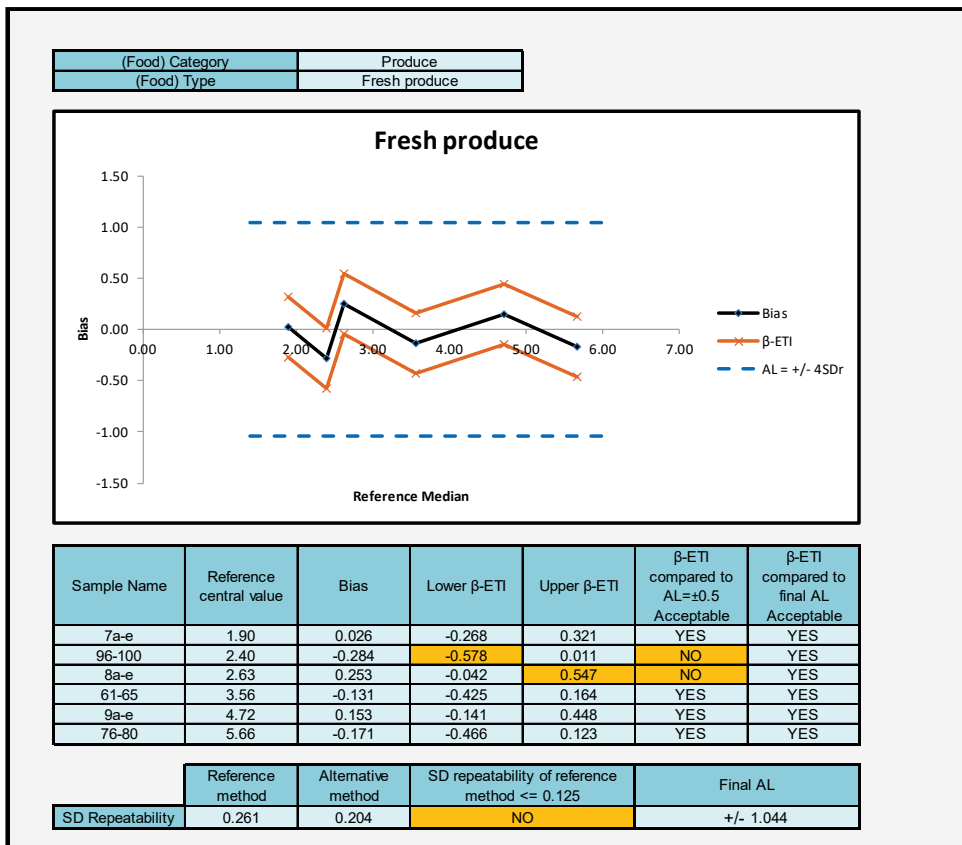 (Food) Category Produce
(Food) Type Fresh produce
Fresh produce
1.50
1.00
0.50
0.00
-0.50
-1.00
-1.50
Bias
0.00 1.00 2.00 3.00 4.00 5.00 6.00 7.00
Reference Median
Bias
β-ETI
AL = +/- 4SDr
Sample Name Reference central value Bias Lower β-ETI Upper β-ETI β-ETI compared to AL=±0.5 Acceptable β-ETI compared to final AL Acceptable
7a-e 1.90 0.026 -0.268 0.321 YES YES
96-100 2.40 -0.284 -0.578 0.011 NO YES
8a-e 2.63 0.253 -0.042 0.547 NO YES
61-65 3.56 -0.131 -0.425 0.164 YES YES
9a-e 4.72 0.153 -0.141 0.448 YES YES
76-80 5.66 -0.171 -0.466 0.123 YES YES
Reference method Alternative method SD repeatability of reference method <= 0.125 Final AL
SD Repeatability 0.261 0.204 NO +/- 1.044